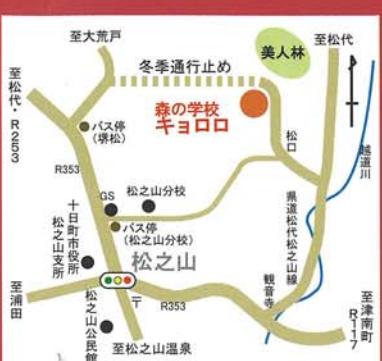 至大荒戸
美人林
至松代
冬季通行止め
至松代・R253
森の学校
キョロロ
バス停
(堺松)
松口
越道川
R353
県道松代松之山線
GS
松之山分校
バス停
(松之山分校)
十日町市役所
松之山支所
松之山
観音寺
至浦田
〒
R353
至津南町
R117
松之山公民館
至松之山温泉